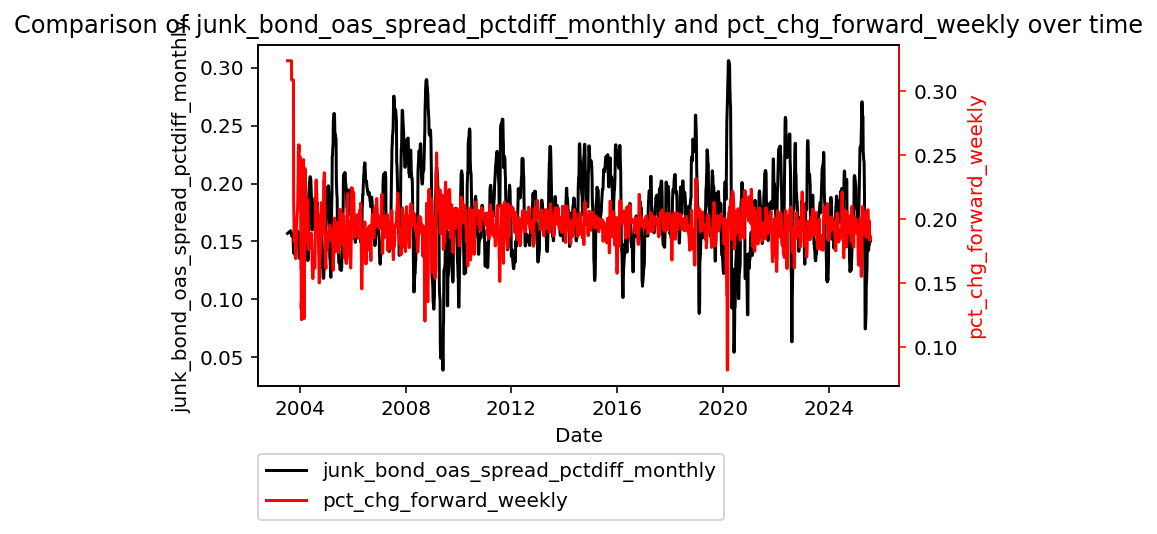 Comparison of junk_bond_oas_spread_pctdiff_monthly and pct_chg_forward_weekly over time
junk_bond_oas_spread_pctdiff_monthly
0.30
0.25
0.20
0.15
0.10
0.05
0.30
0.25
0.20
0.15
0.10
pct_chg_forward_weekly
2004 2008 2012 2016 2020 2024
Date
junk_bond_oas_spread_pctdiff_monthly
pct_chg_forward_weekly